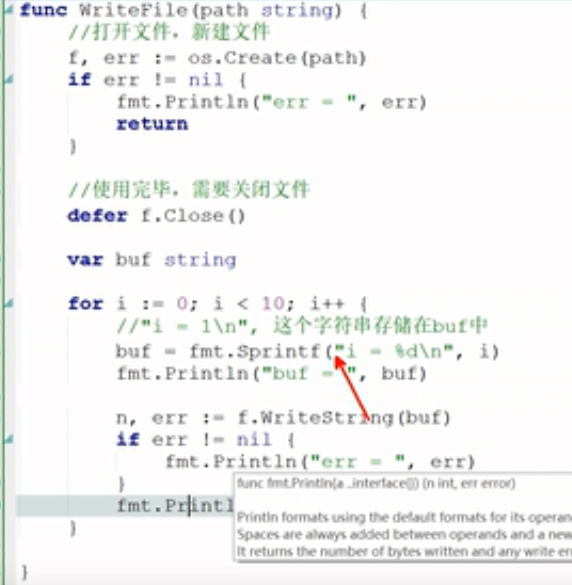 func WriteFile(path string) {
    //打开文件，新建文件
    f, err := os.Create(path)
    if err != nil {
        fmt.Println("err = ", err)
        return
    }

    //使用完毕，需要关闭文件
    defer f.Close()

    var buf string

    for i := 0; i < 10; i++ {
        //"i = 1\n", 这个字符串存储在buf中
        buf = fmt.Sprintf("i = %d\n", i)
        fmt.Println("buf = ", buf)

        n, err := f.WriteString(buf)
        if err != nil {
            fmt.Println("err = ", err)
        }
        fmt.Printl
    }
}
func fmt.Println(a ...interface{}) (n int, err error)
Println formats using the default formats for its operan
Spaces are always added between operands and a new
It returns the number of bytes written and any write er